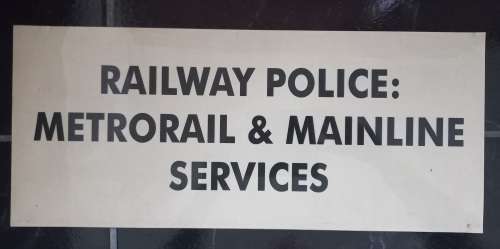 RAILWAY POLICE:
METRORAIL & MAINLINE
SERVICES